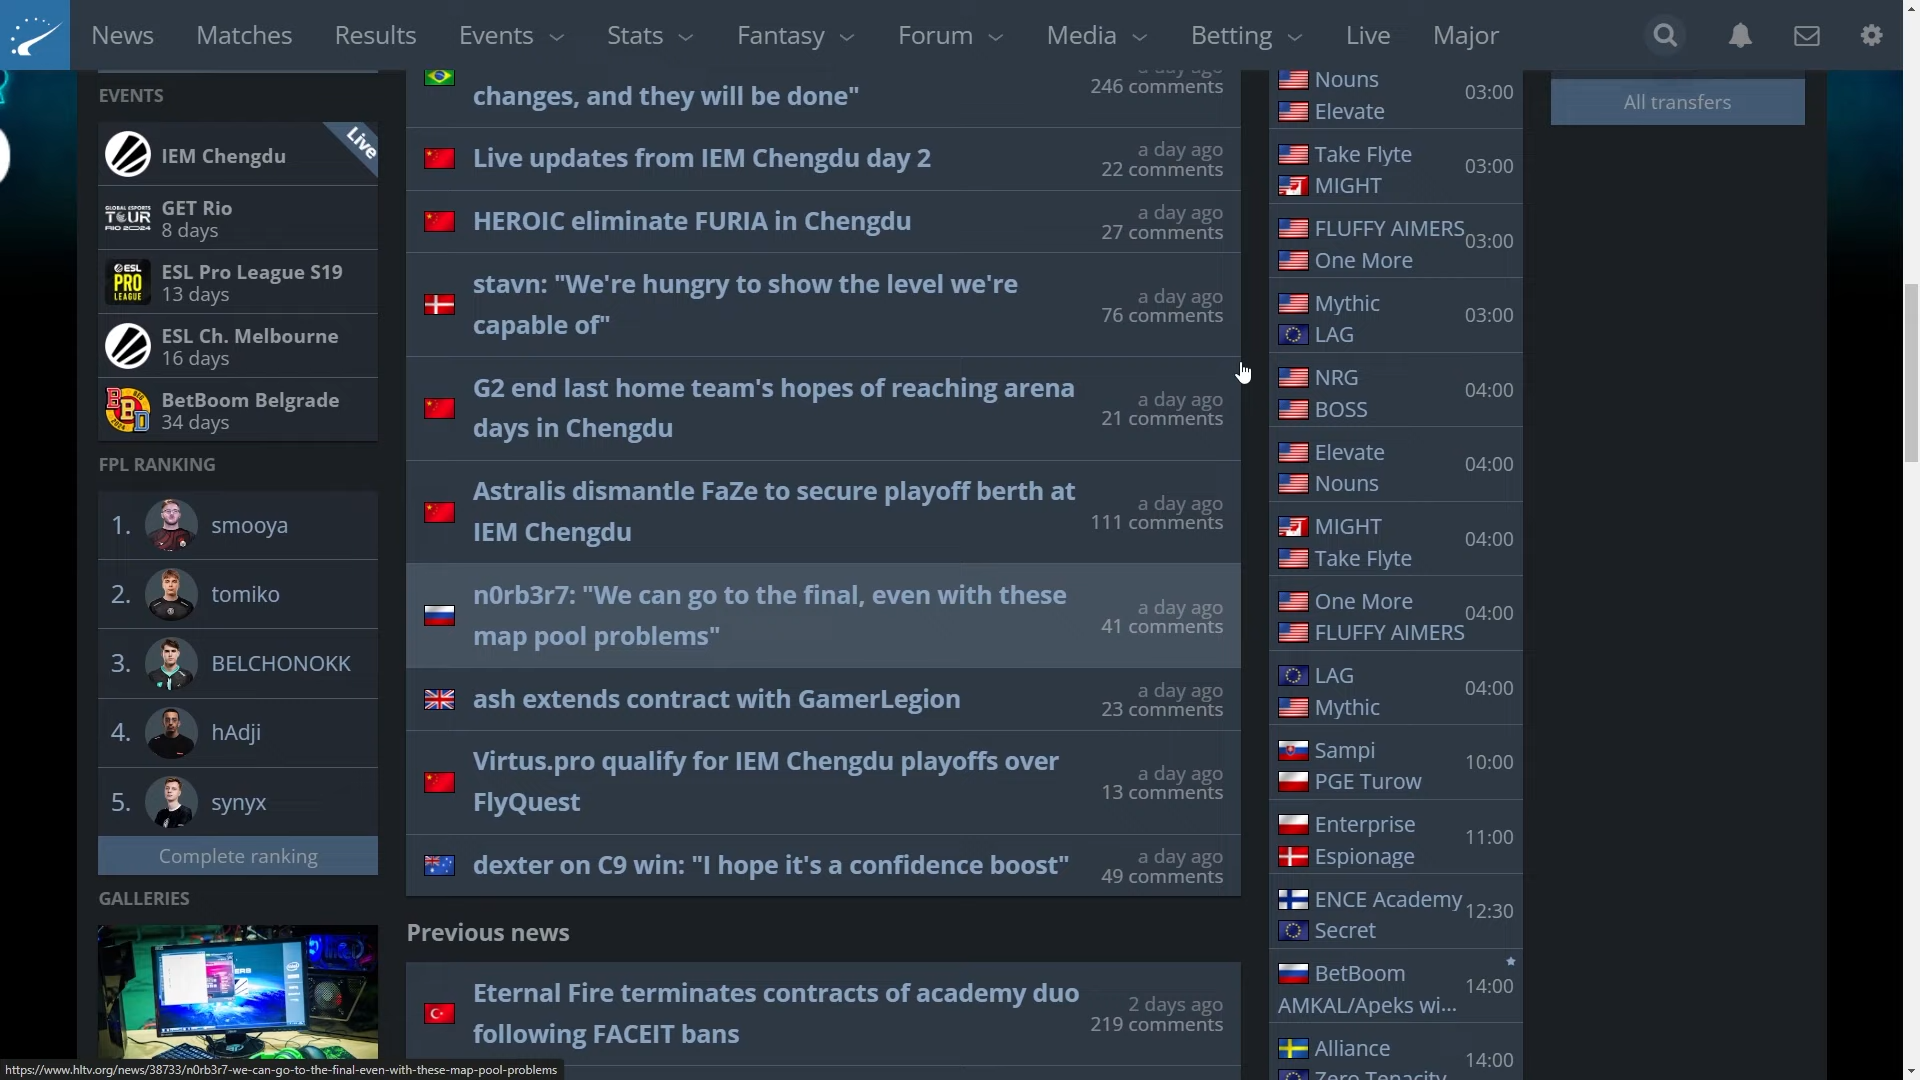 News
Matches
Results
Events
Stats
Fantasy
Forum
Media
Betting
Live
Major
EVENTS
IEM Chengdu
Live
GET Rio
8 days
ESL Pro League S19
13 days
ESL Ch. Melbourne
16 days
BetBoom Belgrade
34 days
FPL RANKING
1. smooya
2. tomiko
3. BELCHONOKK
4. hAdji
5. synyx
Complete ranking
GALLERIES
changes, and they will be done"
a day ago
246 comments
Live updates from IEM Chengdu day 2
a day ago
22 comments
HEROIC eliminate FURIA in Chengdu
a day ago
27 comments
stavn: "We're hungry to show the level we're
capable of"
a day ago
76 comments
G2 end last home team's hopes of reaching arena
days in Chengdu
a day ago
21 comments
Astralis dismantle FaZe to secure playoff berth at
IEM Chengdu
a day ago
111 comments
n0rb3r7: "We can go to the final, even with these
map pool problems"
a day ago
41 comments
ash extends contract with GamerLegion
a day ago
23 comments
Virtus.pro qualify for IEM Chengdu playoffs over
FlyQuest
a day ago
13 comments
dexter on C9 win: "I hope it's a confidence boost"
a day ago
49 comments
Previous news
Eternal Fire terminates contracts of academy duo
following FACEIT bans
2 days ago
219 comments
Nouns
Elevate
03:00
Take Flyte
MIGHT
03:00
FLUFFY AIMERS
One More
03:00
Mythic
LAG
03:00
NRG
BOSS
04:00
Elevate
Nouns
04:00
MIGHT
Take Flyte
04:00
One More
FLUFFY AIMERS
04:00
LAG
Mythic
04:00
Sampi
PGE Turow
10:00
Enterprise
Espionage
11:00
ENCE Academy
Secret
12:30
BetBoom
AMKAL/Apeks wi...
14:00
Alliance
Zero Tenacity
14:00
All transfers
https://www.hltv.org/news/38733/n0rb3r7-we-can-go-to-the-final-even-with-these-map-pool-problems